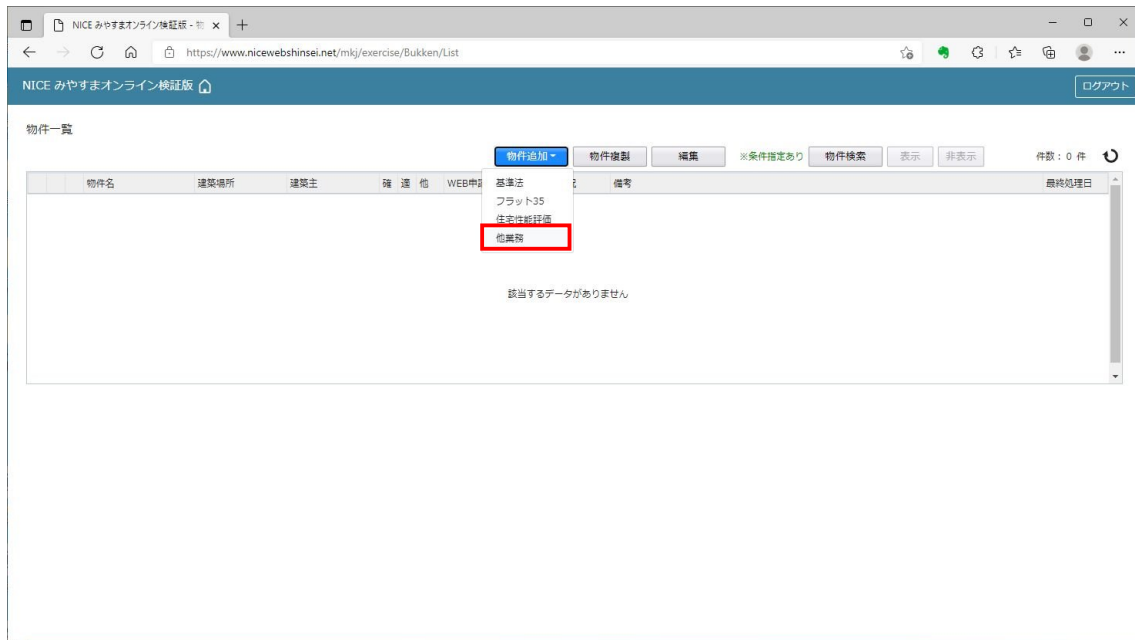 NICE みやすまオンライン検証版 - 物
https://www.nicewebshinsei.net/mkj/exercise/Bukken/List
NICE みやすまオンライン検証版
ログアウト
物件一覧
物件追加 物件複製 編集 ※条件指定あり 物件検索 表示 非表示 件数：0 件
物件名 建築場所 建築主 確 適 他 WEB申 備考 最終処理日
基準法
フラット35
住宅性能評価
他業務
該当するデータがありません